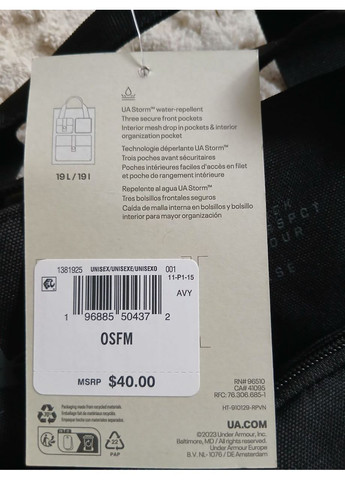 UA Storm™ water-repellent
Three secure front pockets
Interior mesh drop in pockets & interior
organization pocket
Technologie déperlante UA Storm™
Trois poches avant sécuritaires
Poches intérieures faciles d'accès en filet
et poche de rangement intérieure
19 L / 19 l
Repelente al agua UA Storm™
Tres bolsillos frontales seguros
Caída de malla interna en bolsillos y bolsillo
interior para mayor organización
1381925 UNISEX/UNISEXE/UNISEXO 001
11-P1-15
AVY
1 96885 50437 2
OSFM
MSRP $40.00
RN# 96510
CA# 41095
RFC: 76.306.685-1
HT-910129-RPVN
UA.COM
©2023 Under Armour, Inc.
Baltimore, MD / All rights reserved.
Under Armour Europe
B.V. NL - 1076 / DE Amsterdam
22
PAP